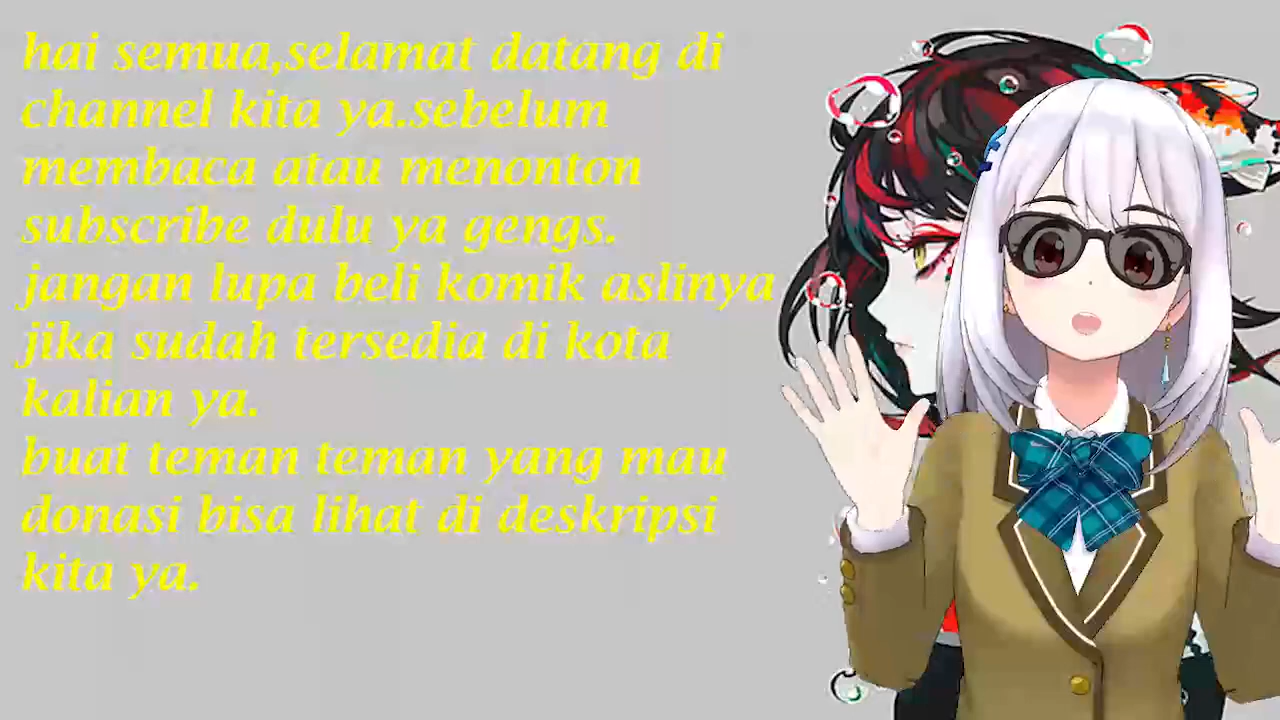 hai semua,selamat datang di
channel kita ya.sebelum
membaca atau menonton
subscribe dulu ya gengs.
jangan lupa beli komik aslinya
jika sudah tersedia di kota
kalian ya.
buat teman teman yang mau
donasi bisa lihat di deskripsi
kita ya.